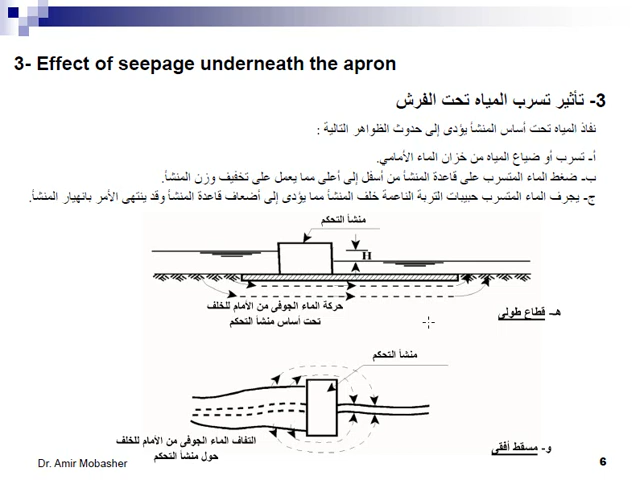 3- Effect of seepage underneath the apron
3- تأثير تسرب المياه تحت الفرش
نفاذ المياه تحت أساس المنشأ يؤدى إلى حدوث الظواهر التالية :
أ- تسرب أو ضياع المياه من خزان الماء الأمامي.
ب- ضغط الماء المتسرب على قاعدة المنشأ من أسفل إلى أعلى مما يعمل على تخفيف وزن المنشأ.
ج- يجرف الماء المتسرب حبيبات التربة الناعمة خلف المنشأ مما يؤدى إلى أضعاف قاعدة المنشأ وقد ينتهى الأمر بانهيار المنشأ.
منشأ التحكم
H
حركة الماء الجوفى من الأمام للخلف
تحت أساس منشأ التحكم
هـ- قطاع طولى
منشأ التحكم
التفاف الماء الجوفى من الأمام للخلف
حول منشأ التحكم
و- مسقط أفقى
Dr. Amir Mobasher
6